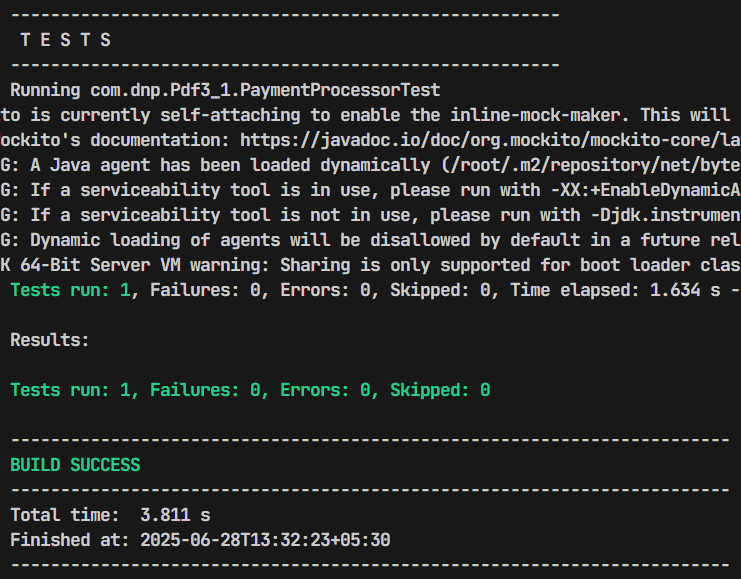 -------------------------------------------------------
T E S T S
-------------------------------------------------------
Running com.dnp.Pdf3_1.PaymentProcessorTest
to is currently self-attaching to enable the inline-mock-maker. This will
ockito's documentation: https://javadoc.io/doc/org.mockito/mockito-core/la
G: A Java agent has been loaded dynamically (/root/.m2/repository/net/byte
G: If a serviceability tool is in use, please run with -XX:+EnableDynamicA
G: If a serviceability tool is not in use, please run with -Djdk.instrumen
G: Dynamic loading of agents will be disallowed by default in a future rel
K 64-Bit Server VM warning: Sharing is only supported for boot loader clas
Tests run: 1, Failures: 0, Errors: 0, Skipped: 0, Time elapsed: 1.634 s -
Results:
Tests run: 1, Failures: 0, Errors: 0, Skipped: 0
------------------------------------------------------------------------
BUILD SUCCESS
------------------------------------------------------------------------
Total time:  3.811 s
Finished at: 2025-06-28T13:32:23+05:30
------------------------------------------------------------------------